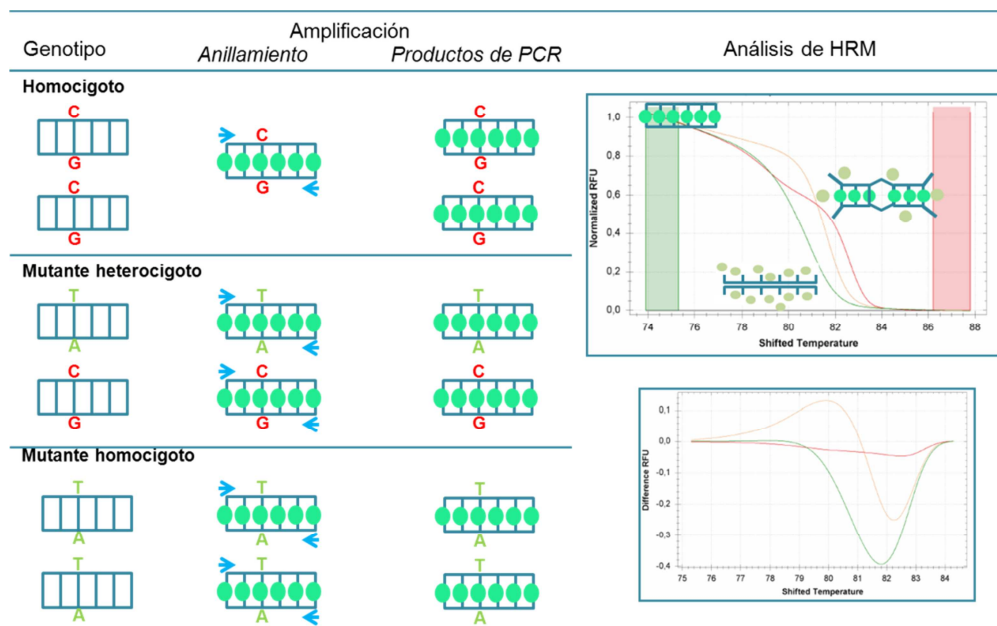 Genotipo
Amplificación
Anillamiento
Productos de PCR
Análisis de HRM
Homocigoto
C
G
C
G
C
G
C
G
C
G
Mutante heterocigoto
T
A
C
G
T
A
C
G
T
A
C
G
Mutante homocigoto
T
A
T
A
T
A
T
A
T
A
T
A
Normalized RFU
1,0
0,8
0,6
0,4
0,2
0,0
74 76 78 80 82 84 86 88
Shifted Temperature
Difference RFU
0,1
0,0
-0,1
-0,2
-0,3
-0,4
75 76 77 78 79 80 81 82 83 84
Shifted Temperature